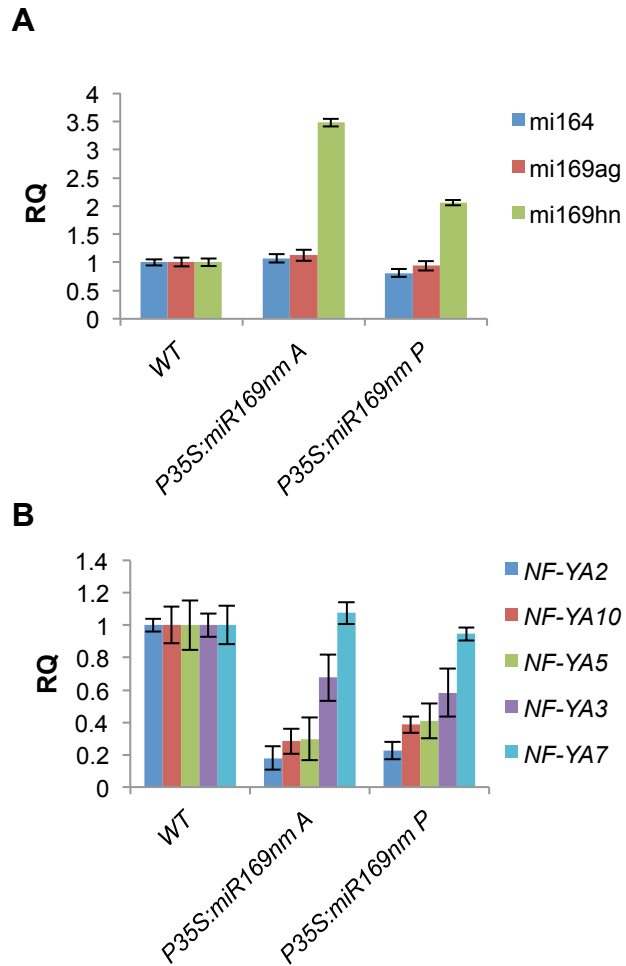 A
4
3.5
3
2.5
2
1.5
1
0.5
0
RQ
mi164
mi169ag
mi169hn
WT
P35S:miR169nm A
P35S:miR169nm P
B
1.4
1.2
1
0.8
0.6
0.4
0.2
0
RQ
NF-YA2
NF-YA10
NF-YA5
NF-YA3
NF-YA7
WT
P35S:miR169nm A
P35S:miR169nm P